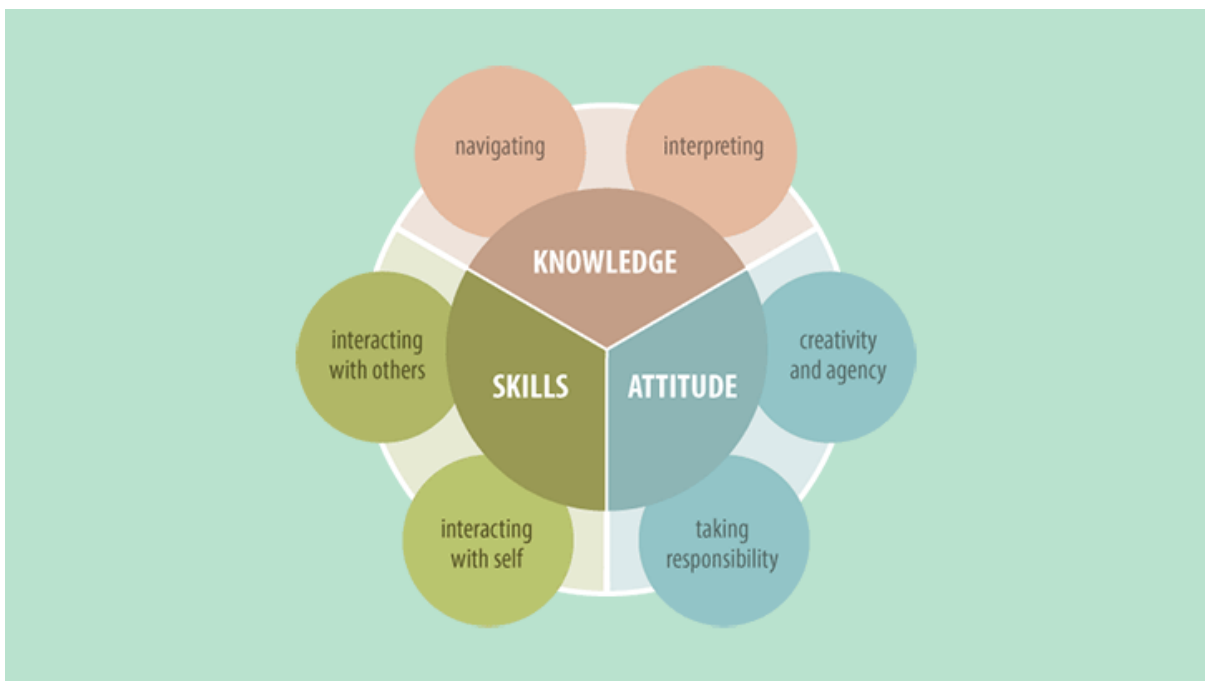 navigating
interpreting
KNOWLEDGE
interacting
with others
creativity
and agency
SKILLS
ATTITUDE
interacting
with self
taking
responsibility